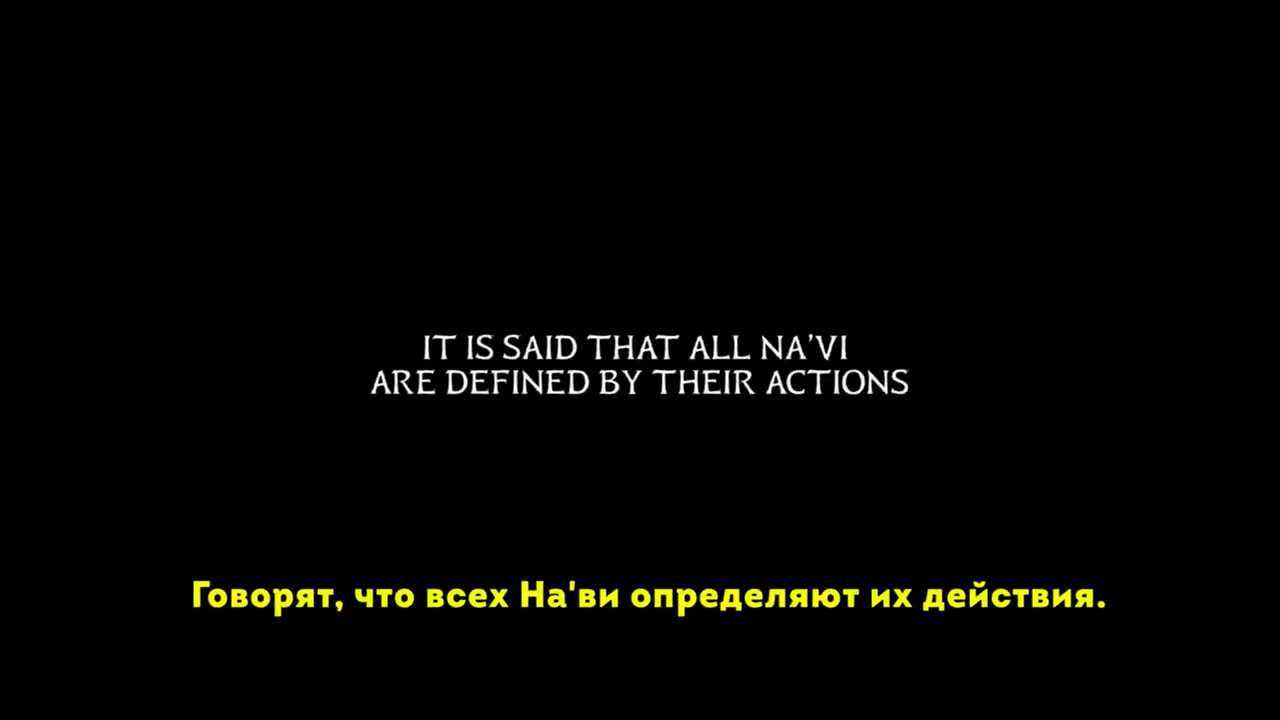 IT IS SAID THAT ALL NA’VI
ARE DEFINED BY THEIR ACTIONS
Говорят, что всех На'ви определяют их действия.